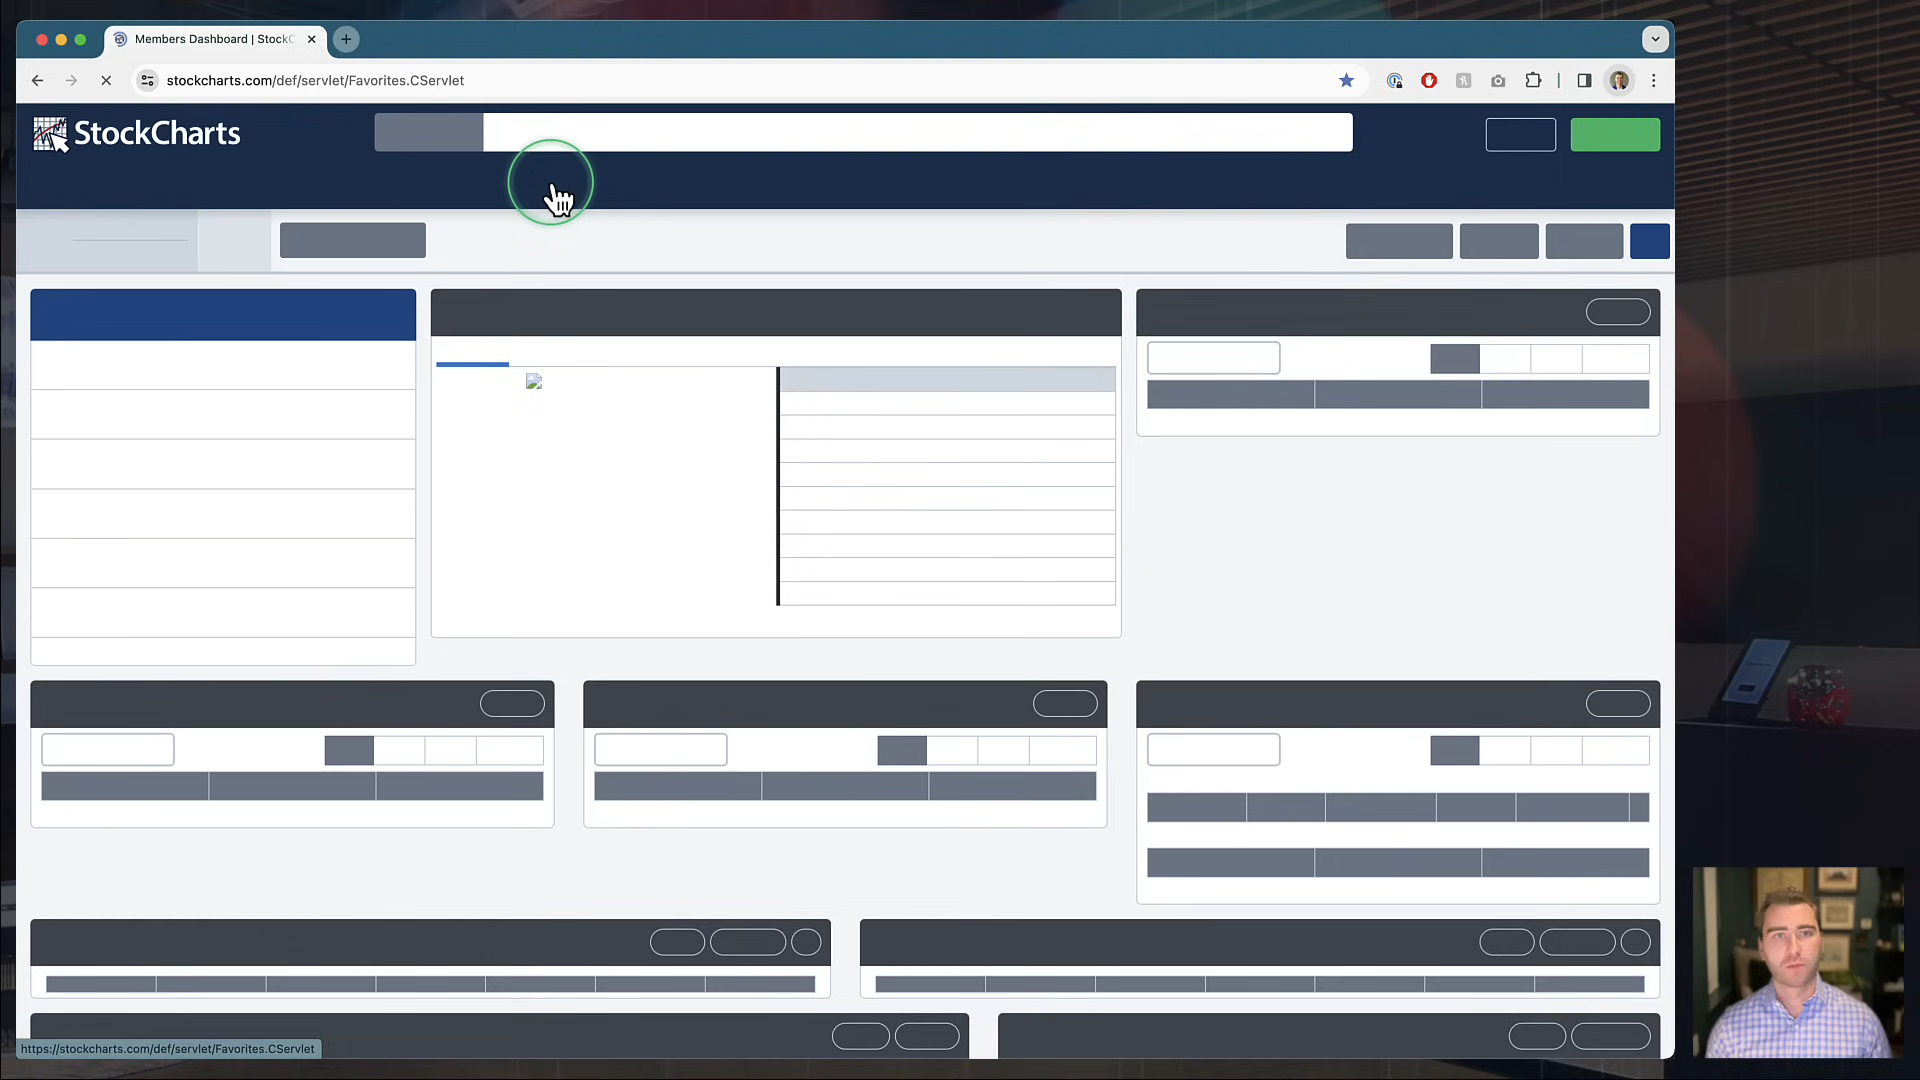 Members Dashboard | StockC
stockcharts.com/def/servlet/Favorites.CServlet
StockCharts
https://stockcharts.com/def/servlet/Favorites.CServlet